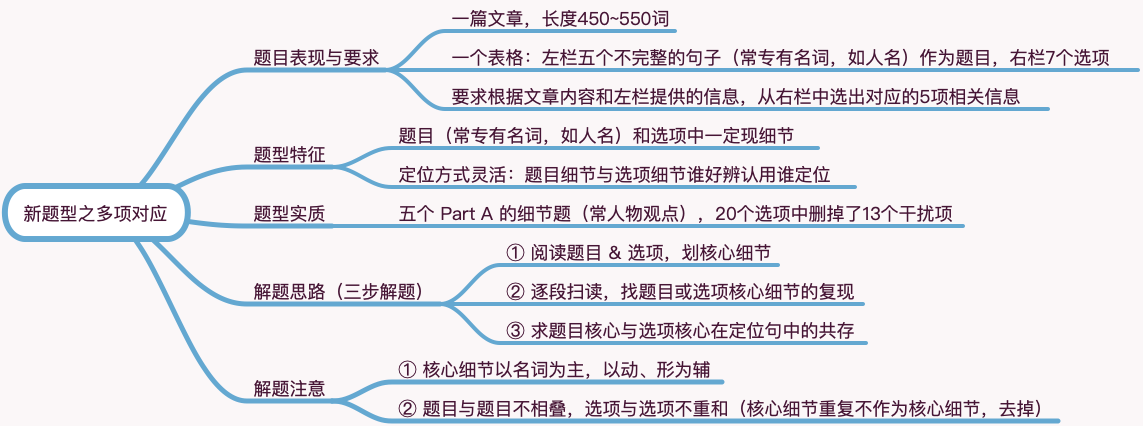 新题型之多项对应
题目表现与要求
一篇文章，长度450~550词
一个表格：左栏五个不完整的句子（常专有名词，如人名）作为题目，右栏7个选项
要求根据文章内容和左栏提供的信息，从右栏中选出对应的5项相关信息
题型特征
题目（常专有名词，如人名）和选项中一定现细节
定位方式灵活：题目细节与选项细节谁好辨认用谁定位
题型实质
五个 Part A 的细节题（常人物观点），20个选项中删掉了13个干扰项
解题思路（三步解题）
① 阅读题目 & 选项，划核心细节
② 逐段扫读，找题目或选项核心细节的复现
③ 求题目核心与选项核心在定位句中的共存
解题注意
① 核心细节以名词为主，以动、形为辅
② 题目与题目不相叠，选项与选项不重和（核心细节重复不作为核心细节，去掉）